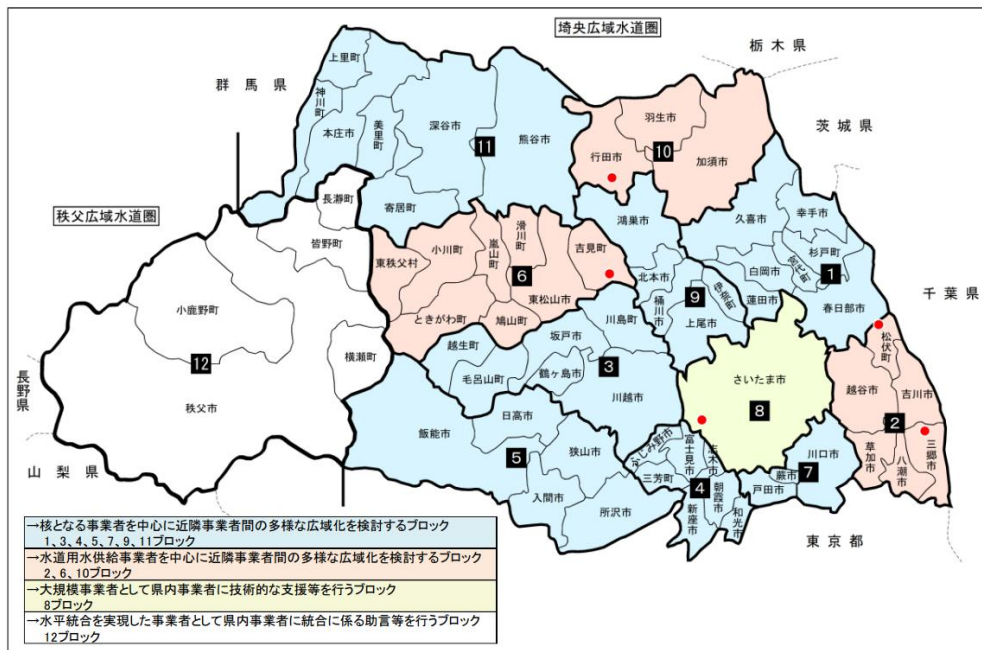 埼央広域水道圏
栃木県
群馬県
茨城県
千葉県
東京都
山梨県
長野県
秩父広域水道圏
上里町
神川町
本庄市
美里町
深谷市
11
熊谷市
寄居町
羽生市
行田市
10
加須市
長瀞町
皆野町
小鹿野町
12
秩父市
横瀬町
東秩父村
小川町
嵐山町
滑川町
吉見町
6
東松山市
ときがわ町
鳩山町
鴻巣市
北本市
桶川市
9
伊奈町
上尾市
久喜市
幸手市
杉戸町
宮代町
1
白岡市
蓮田市
春日部市
川島町
坂戸市
越生町
毛呂山町
鶴ヶ島市
3
川越市
さいたま市
8
松伏町
越谷市
吉川市
2
草加市
八潮市
三郷市
飯能市
日高市
5
狭山市
入間市
所沢市
ふじみ野市
富士見市
志木市
三芳町
4
朝霞市
新座市
和光市
川口市
蕨市
7
戸田市
→核となる事業者を中心に近隣事業者間の多様な広域化を検討するブロック
1、3、4、5、7、9、11ブロック
→水道用水供給事業者を中心に近隣事業者間の多様な広域化を検討するブロック
2、6、10ブロック
→大規模事業者として県内事業者に技術的な支援等を行うブロック
8ブロック
→水平統合を実現した事業者として県内事業者に統合に係る助言等を行うブロック
12ブロック